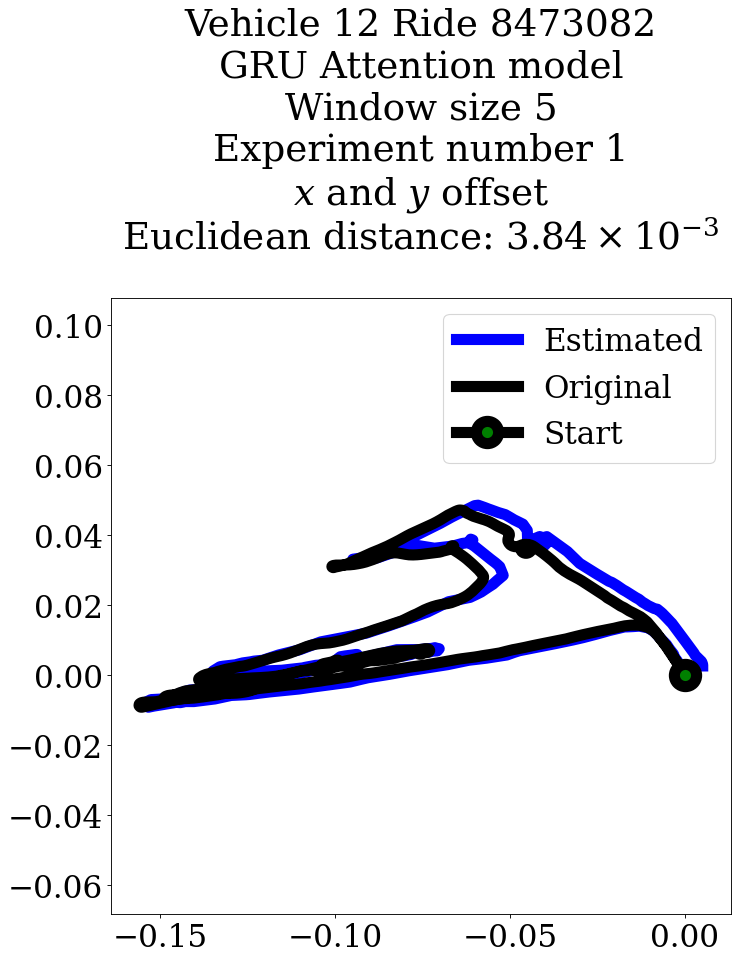 Vehicle 12 Ride 8473082
GRU Attention model
Window size 5
Experiment number 1
x and y offset
Euclidean distance: 3.84 × 10⁻³
Estimated
Original
Start
0.10
0.08
0.06
0.04
0.02
0.00
−0.02
−0.04
−0.06
−0.15
−0.10
−0.05
0.00